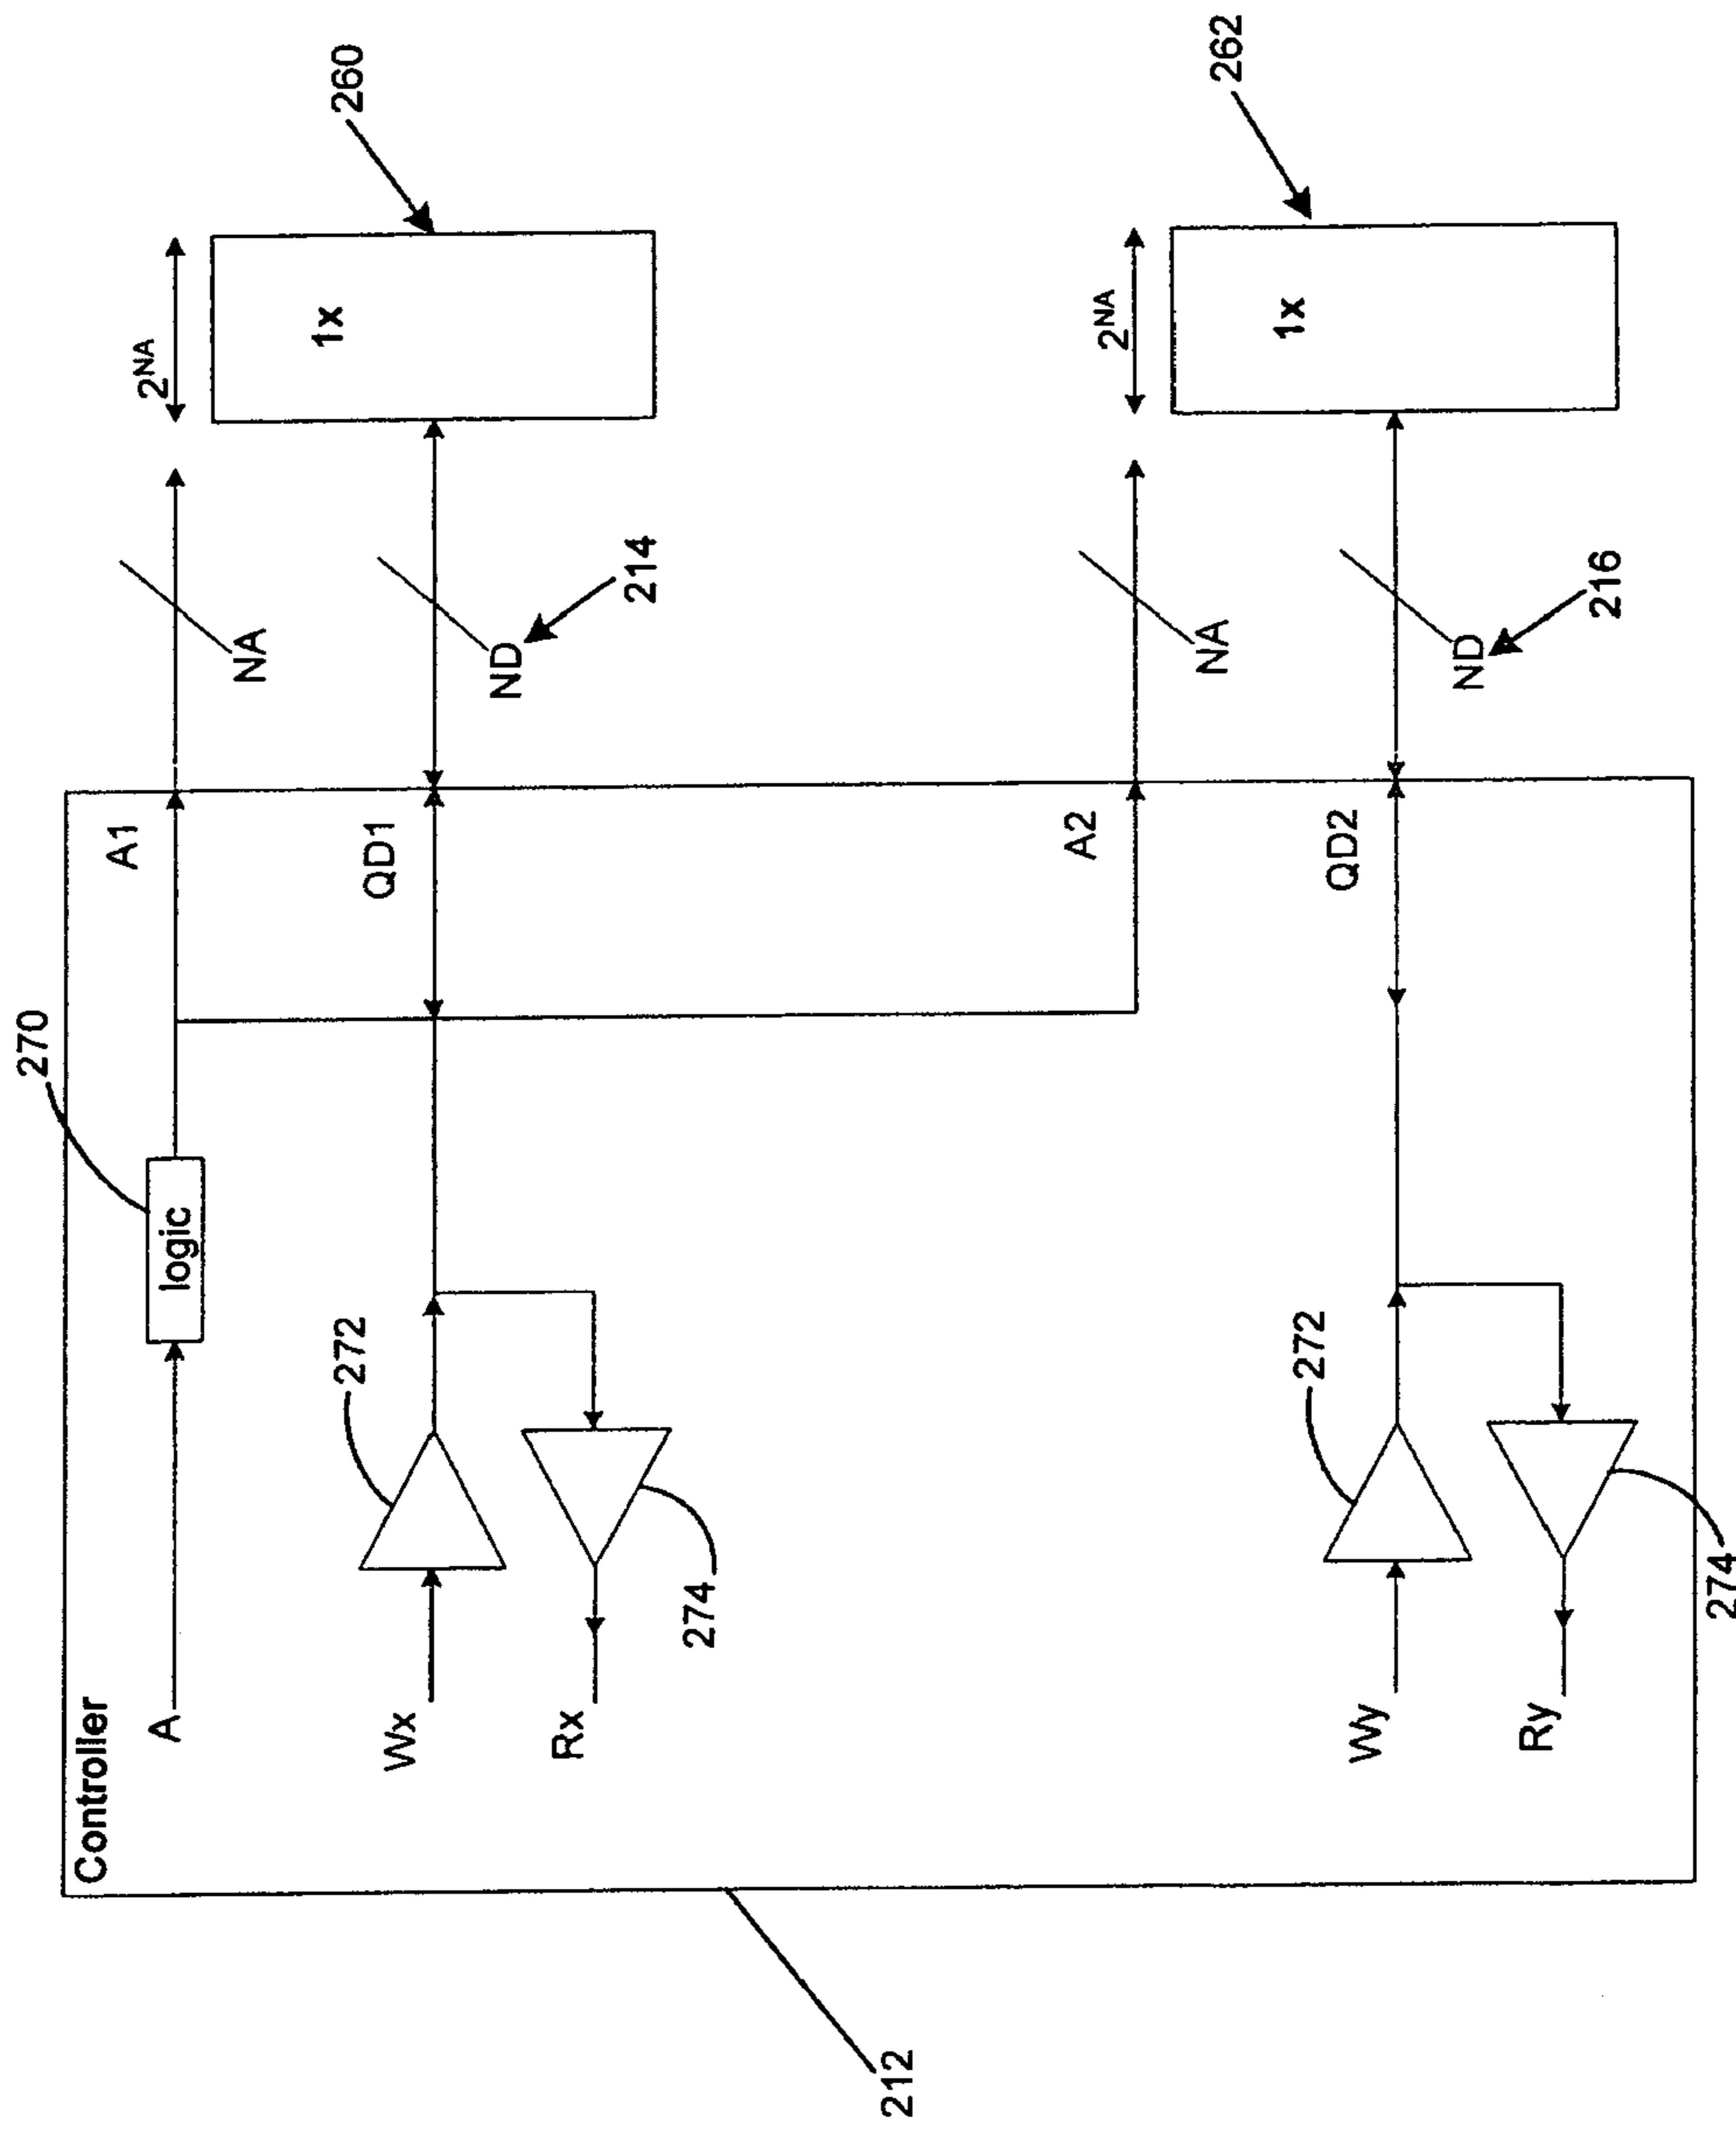 Controller
A
logic
270
A1
NA
2^NA
260
1x
Wx
272
QD1
ND
214
Rx
274
A2
NA
2^NA
262
1x
Wy
272
QD2
ND
216
Ry
274
212